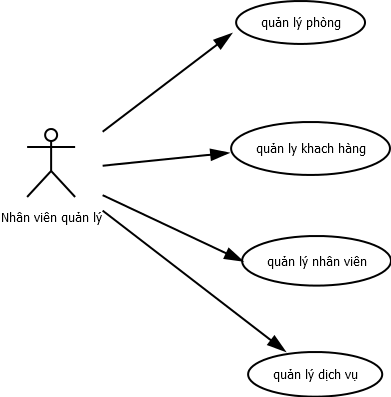 quản lý phòng
quản ly khach hàng
Nhân viên quản lý
quản lý nhân viên
quản lý dịch vụ